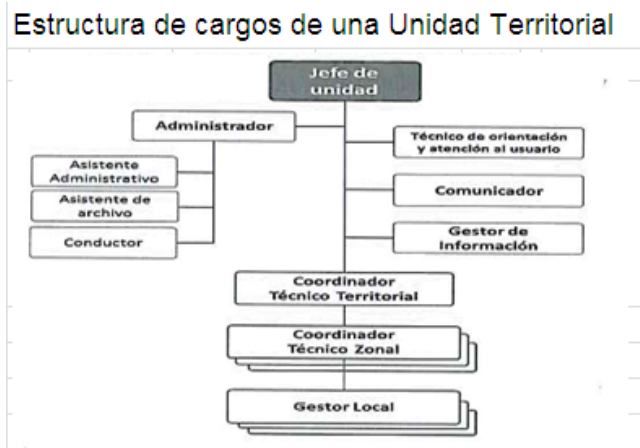 Estructura de cargos de una Unidad Territorial
Jefe de
unidad
Administrador
Técnico de orientación
y atención al usuario
Asistente
Administrativo
Comunicador
Asistente de
archivo
Gestor de
Información
Conductor
Coordinador
Técnico Territorial
Coordinador
Técnico Zonal
Gestor Local